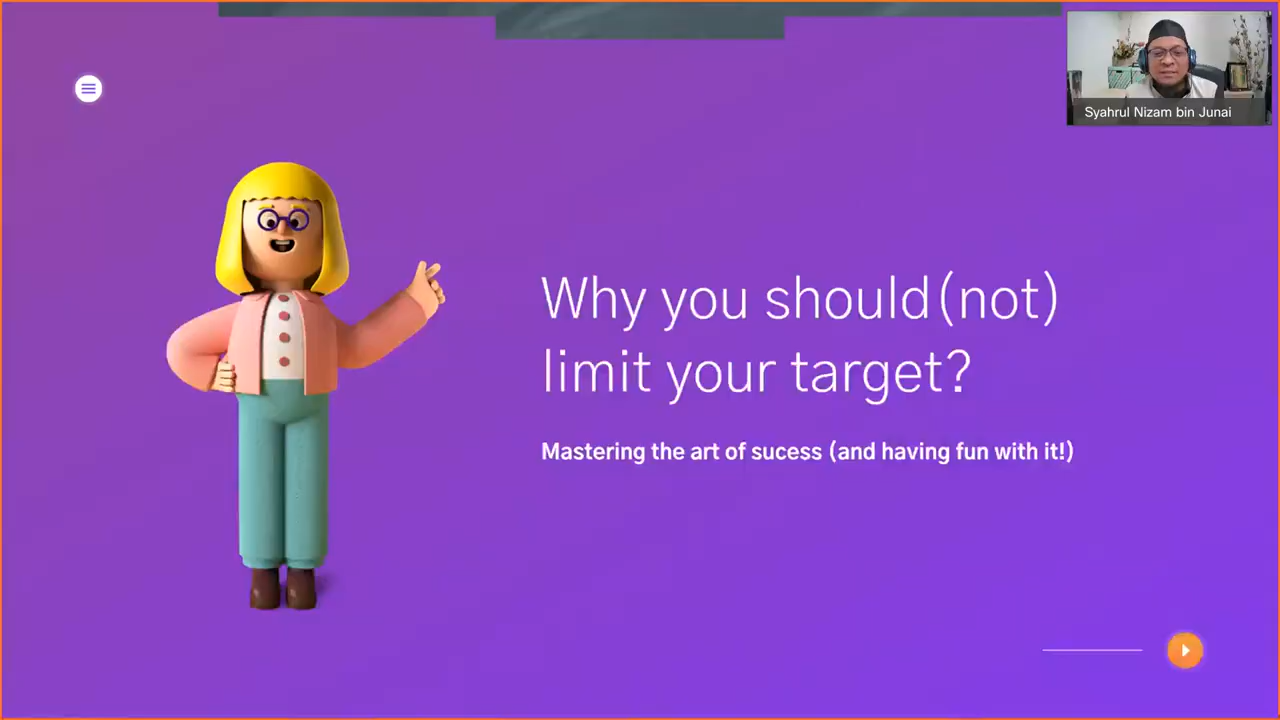 Syahrul Nizam bin Junai
Why you should(not)
limit your target?
Mastering the art of sucess (and having fun with it!)